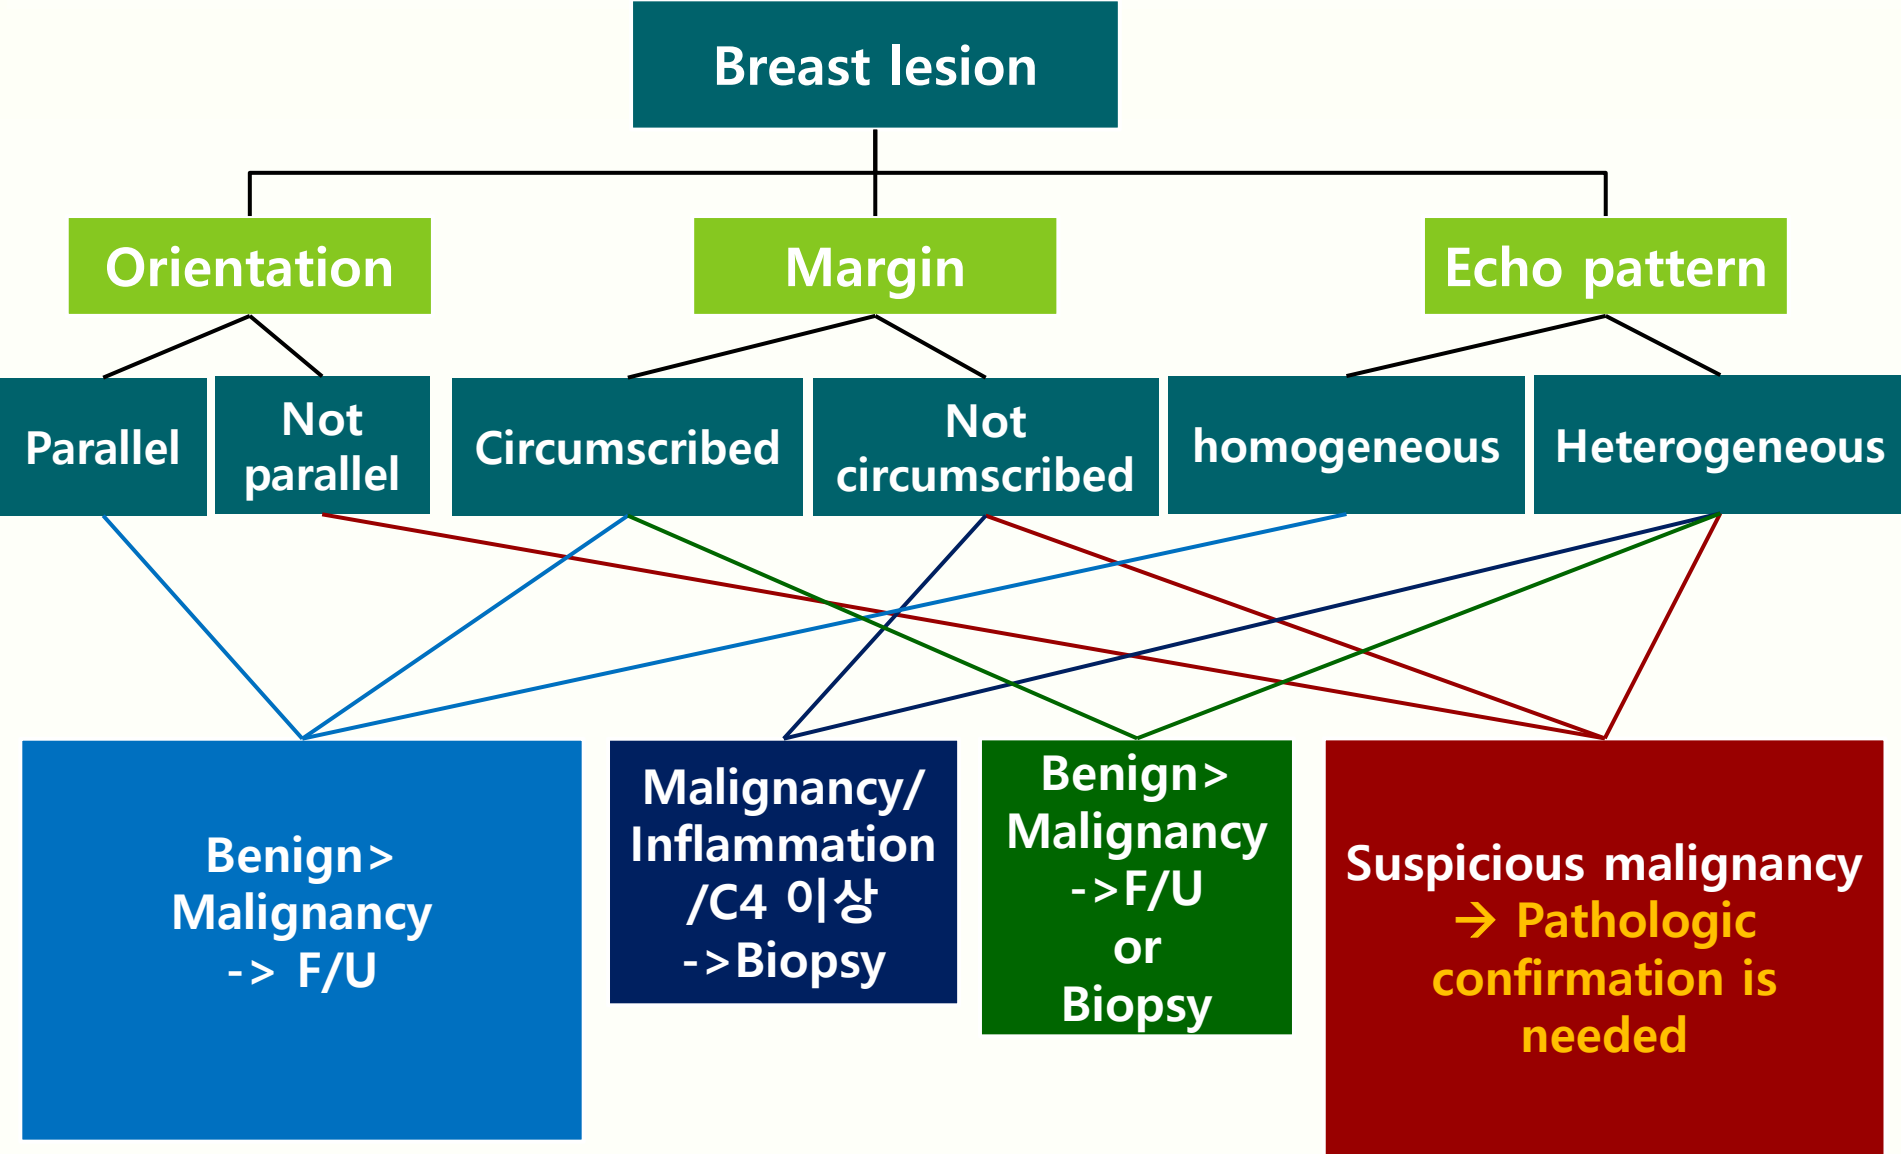 Breast lesion
Orientation
Margin
Echo pattern
Parallel
Not
parallel
Circumscribed
Not
circumscribed
homogeneous
Heterogeneous
Benign>
Malignancy
-> F/U
Malignancy/
Inflammation
/C4 이상
->Biopsy
Benign>
Malignancy
->F/U
or
Biopsy
Suspicious malignancy
→ Pathologic
confirmation is
needed